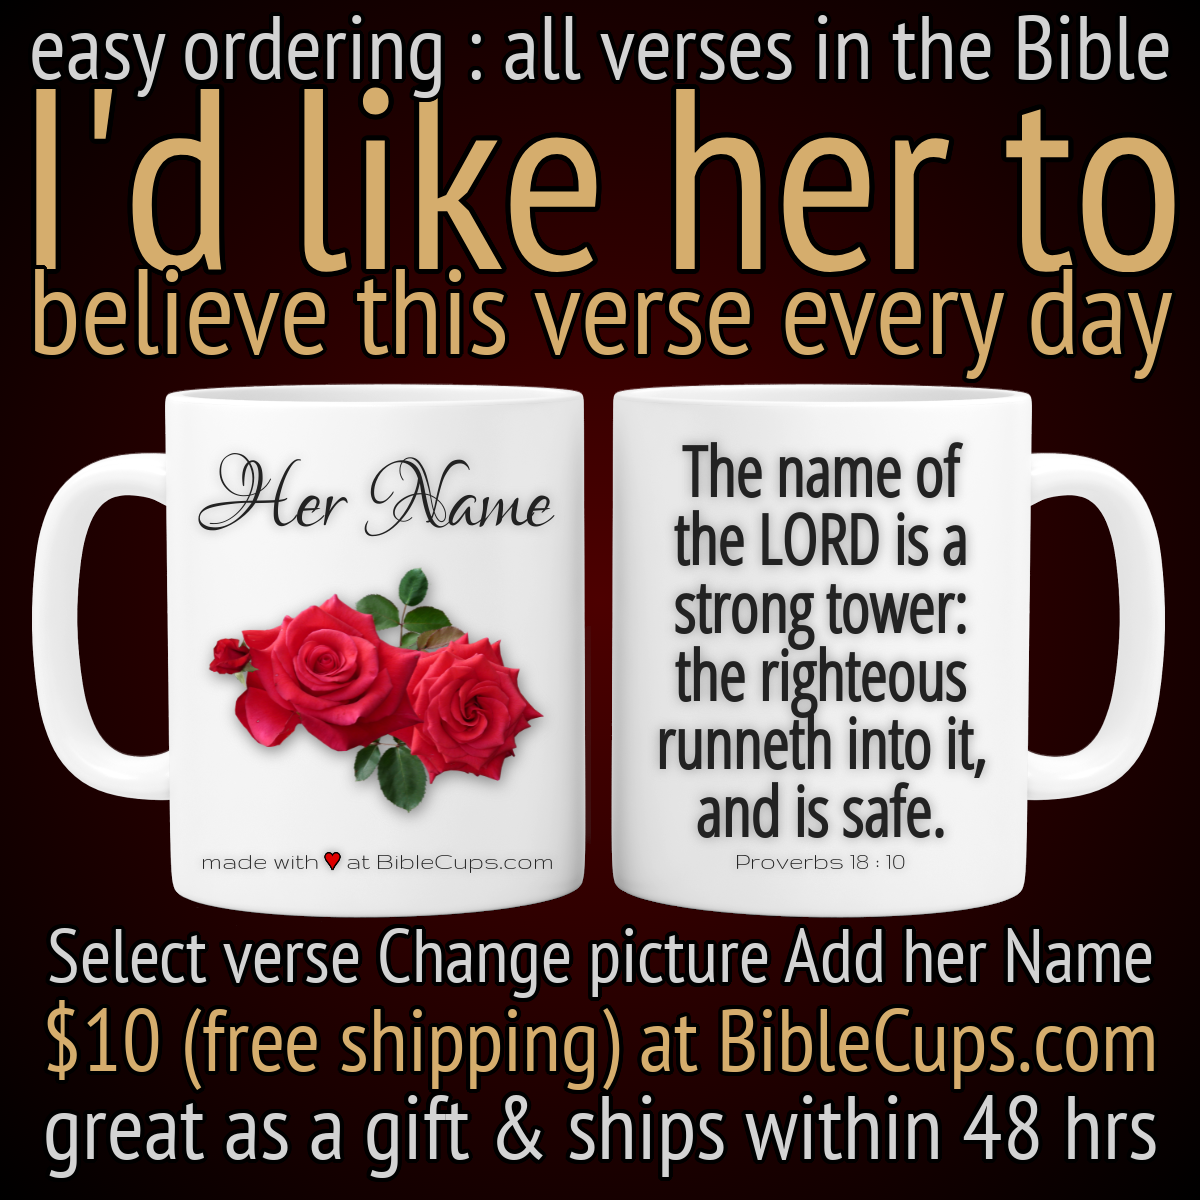 easy ordering : all verses in the Bible
I'd like her to
believe this verse every day
Her Name
made with ♥ at BibleCups.com
The name of
the LORD is a
strong tower:
the righteous
runneth into it,
and is safe.
Proverbs 18 : 10
Select verse Change picture Add her Name
$10 (free shipping) at BibleCups.com
great as a gift & ships within 48 hrs